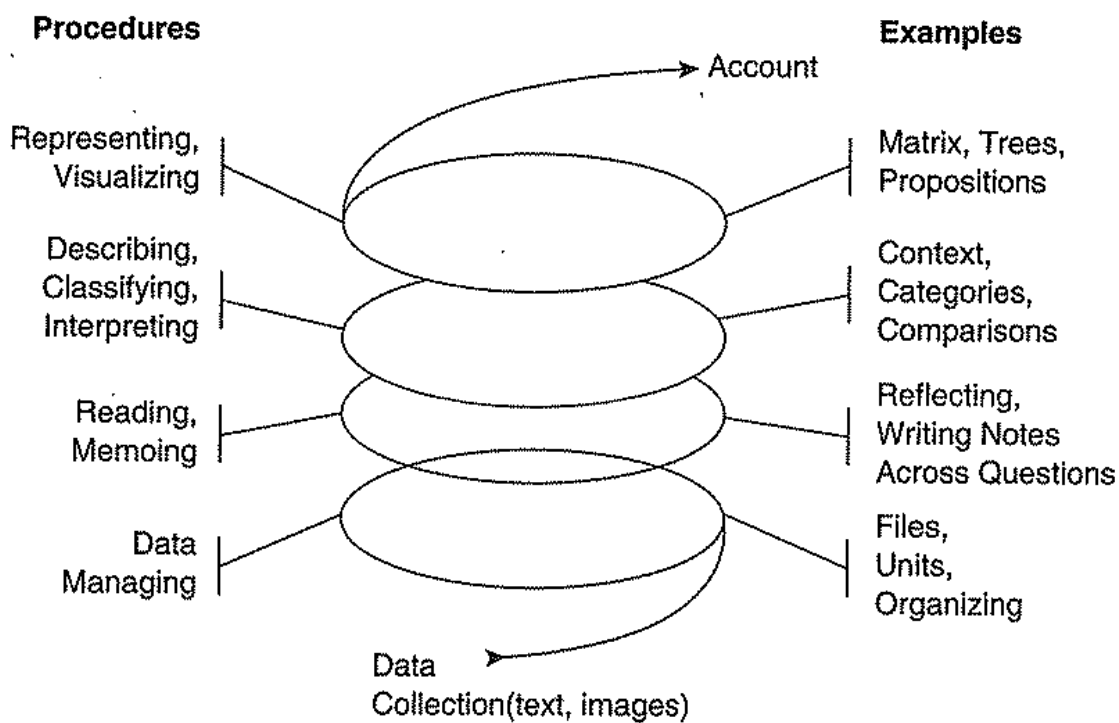 Procedures
Examples
Account
Representing,
Visualizing
Matrix, Trees,
Propositions
Describing,
Classifying,
Interpreting
Context,
Categories,
Comparisons
Reading,
Memoing
Reflecting,
Writing Notes
Across Questions
Data
Managing
Files,
Units,
Organizing
Data
Collection(text, images)